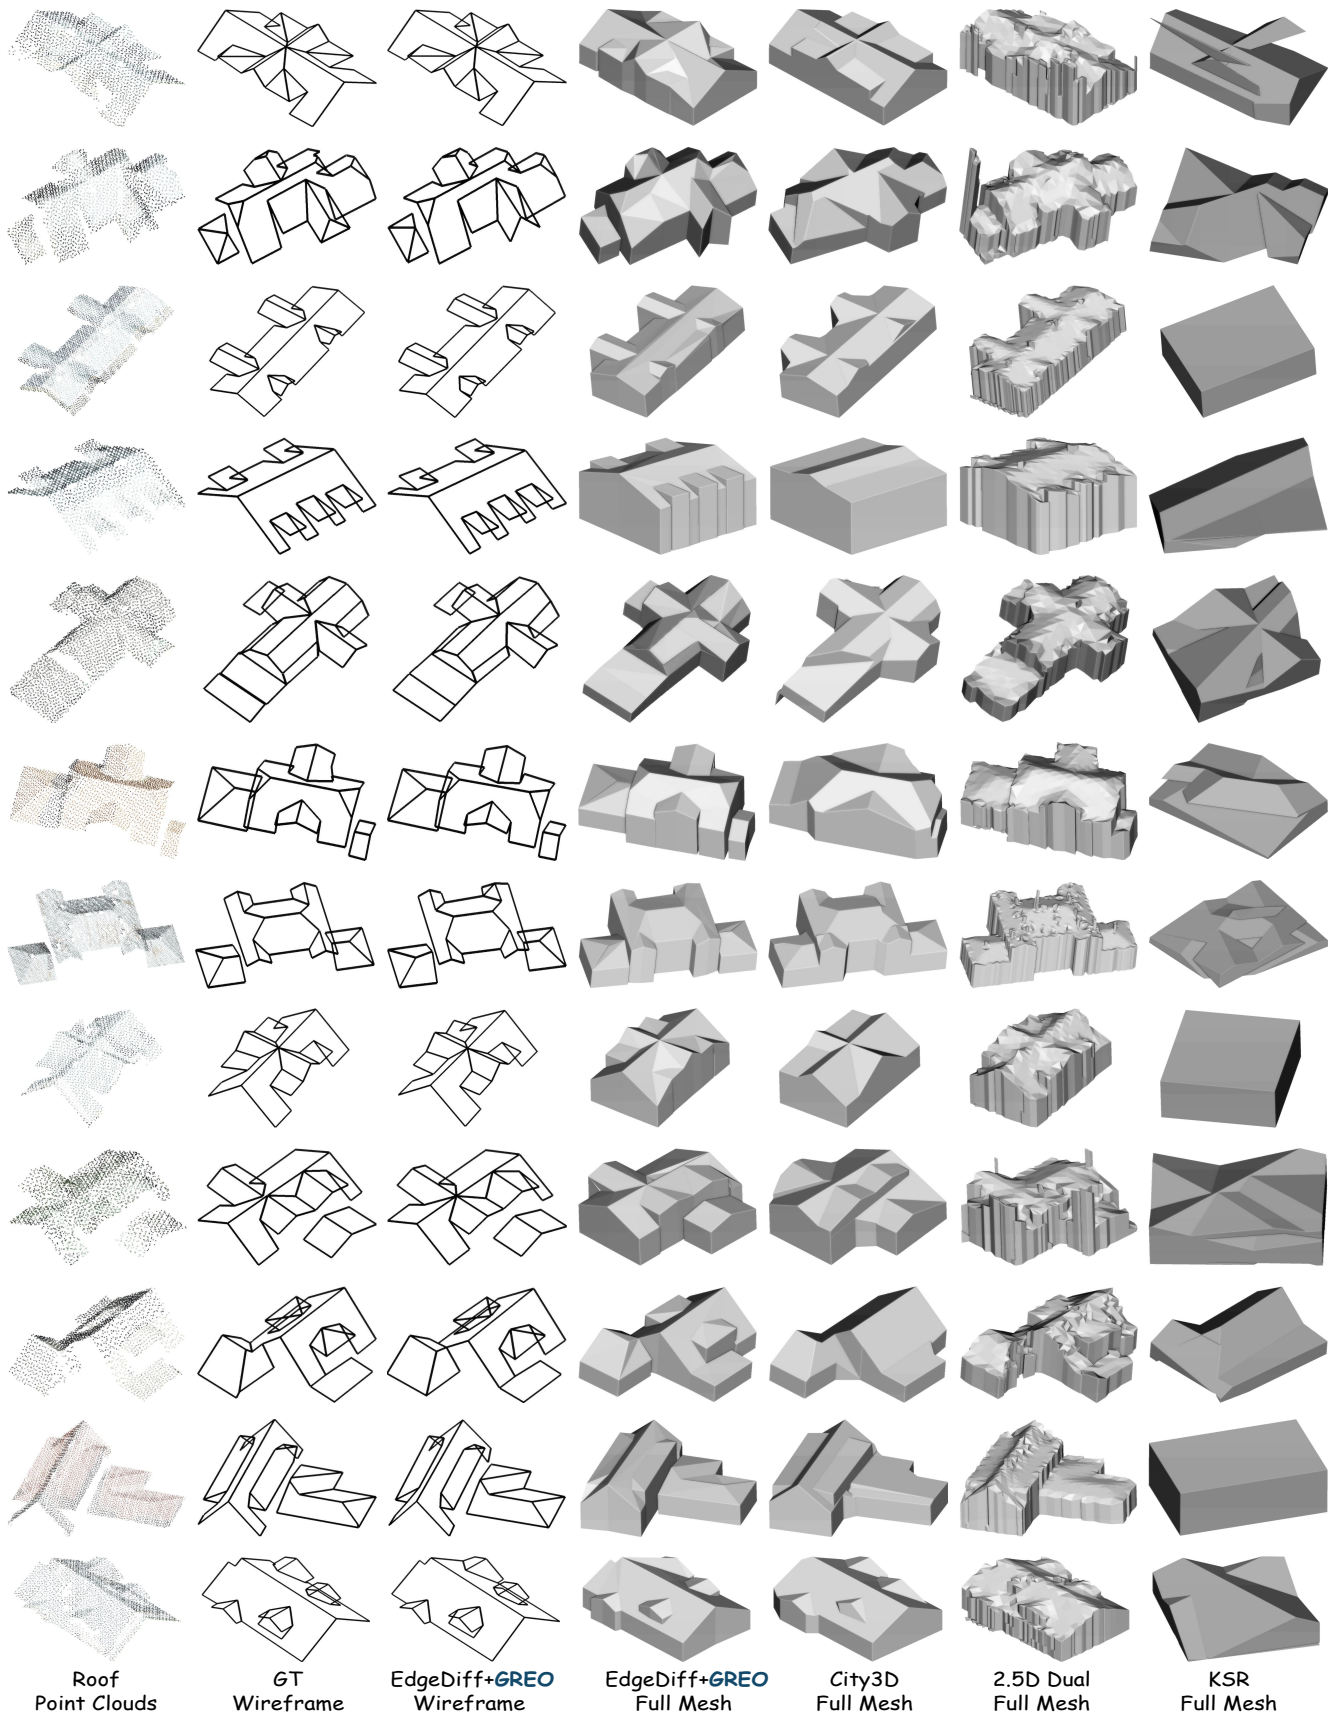 Roof
Point Clouds
GT
Wireframe
EdgeDiff+GREO
Wireframe
EdgeDiff+GREO
Full Mesh
City3D
Full Mesh
2.5D Dual
Full Mesh
KSR
Full Mesh